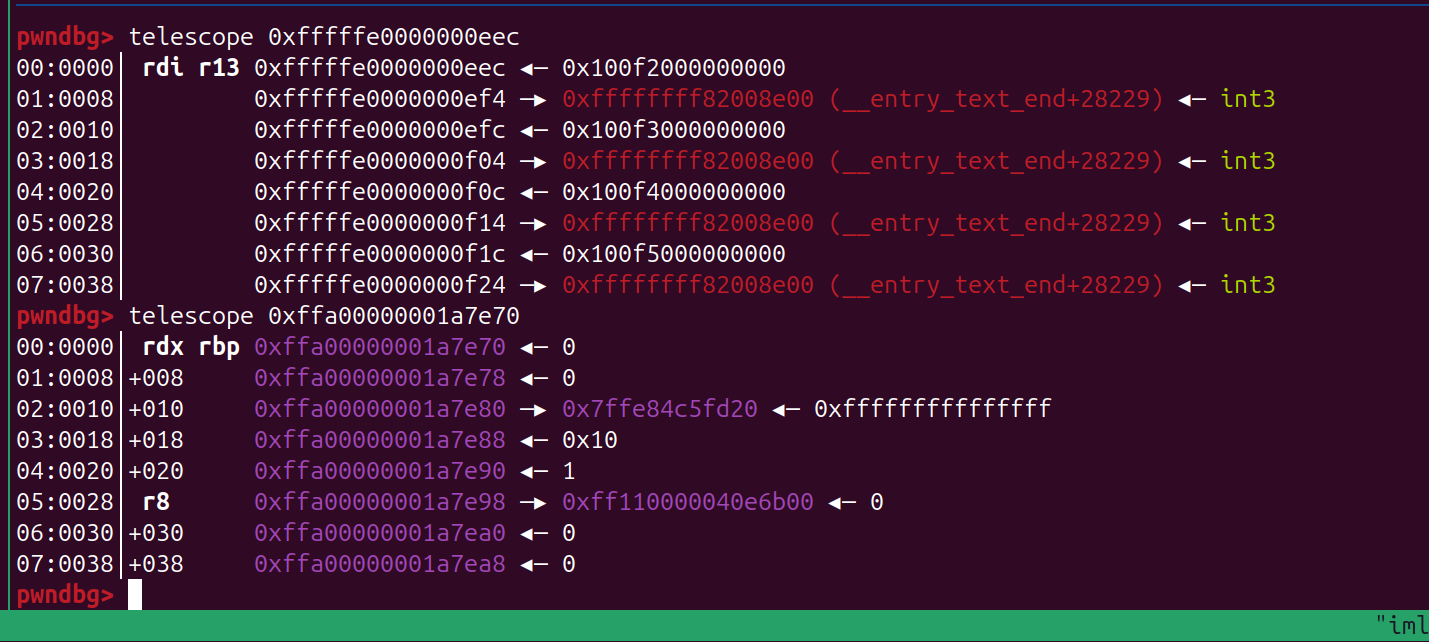 pwndbg> telescope 0xfffffe0000000eec
00:0000│ rdi r13 0xfffffe0000000eec ◂— 0x100f2000000000
01:0008│         0xfffffe0000000ef4 —▸ 0xffffffff82008e00 (__entry_text_end+28229) ◂— int3
02:0010│         0xfffffe0000000efc ◂— 0x100f3000000000
03:0018│         0xfffffe0000000f04 —▸ 0xffffffff82008e00 (__entry_text_end+28229) ◂— int3
04:0020│         0xfffffe0000000f0c ◂— 0x100f4000000000
05:0028│         0xfffffe0000000f14 —▸ 0xffffffff82008e00 (__entry_text_end+28229) ◂— int3
06:0030│         0xfffffe0000000f1c ◂— 0x100f5000000000
07:0038│         0xfffffe0000000f24 —▸ 0xffffffff82008e00 (__entry_text_end+28229) ◂— int3
pwndbg> telescope 0xffa00000001a7e70
00:0000│ rdx rbp 0xffa00000001a7e70 ◂— 0
01:0008│+008     0xffa00000001a7e78 ◂— 0
02:0010│+010     0xffa00000001a7e80 —▸ 0x7ffe84c5fd20 ◂— 0xffffffffffffffff
03:0018│+018     0xffa00000001a7e88 ◂— 0x10
04:0020│+020     0xffa00000001a7e90 ◂— 1
05:0028│ r8      0xffa00000001a7e98 —▸ 0xff110000040e6b00 ◂— 0
06:0030│+030     0xffa00000001a7ea0 ◂— 0
07:0038│+038     0xffa00000001a7ea8 ◂— 0
pwndbg>
"iml